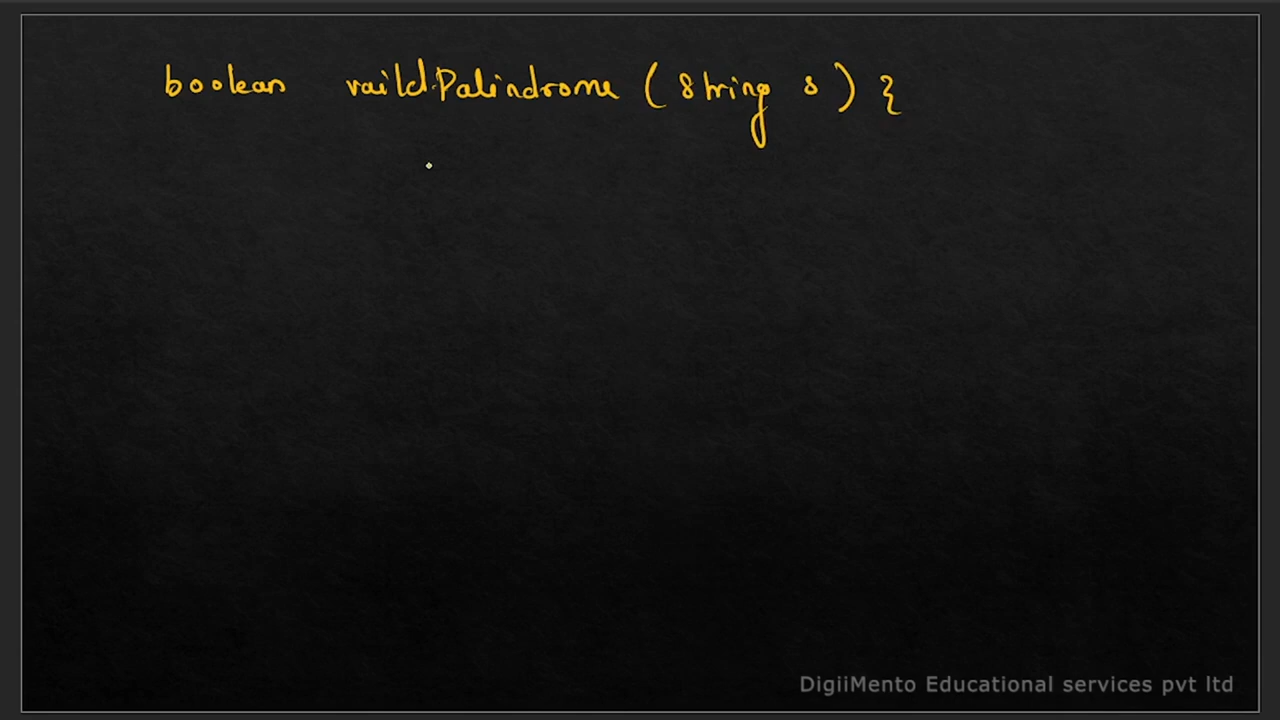 boolean vaildPalindrome (String s) {
DigiiMento Educational services pvt ltd